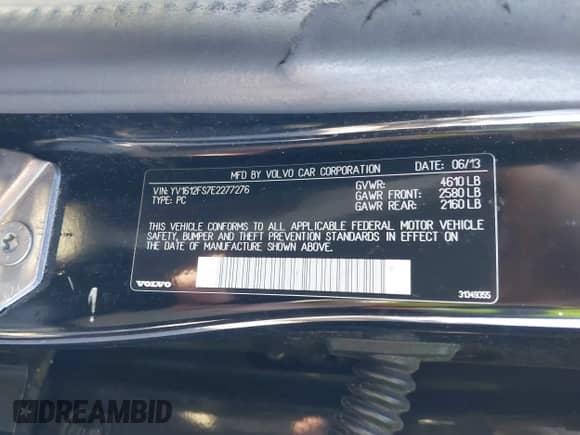 MFD BY VOLVO CAR CORPORATION DATE: 06/13
VIN: YV1612FS7E2277276 GVWR: 4610 LB
TYPE: PC GAWR FRONT: 2580 LB
GAWR REAR: 2160 LB
THIS VEHICLE CONFORMS TO ALL APPLICABLE FEDERAL MOTOR VEHICLE
SAFETY, BUMPER AND THEFT PREVENTION STANDARDS IN EFFECT ON
THE DATE OF MANUFACTURE SHOWN ABOVE.
VOLVO 31349355
DREAMBID